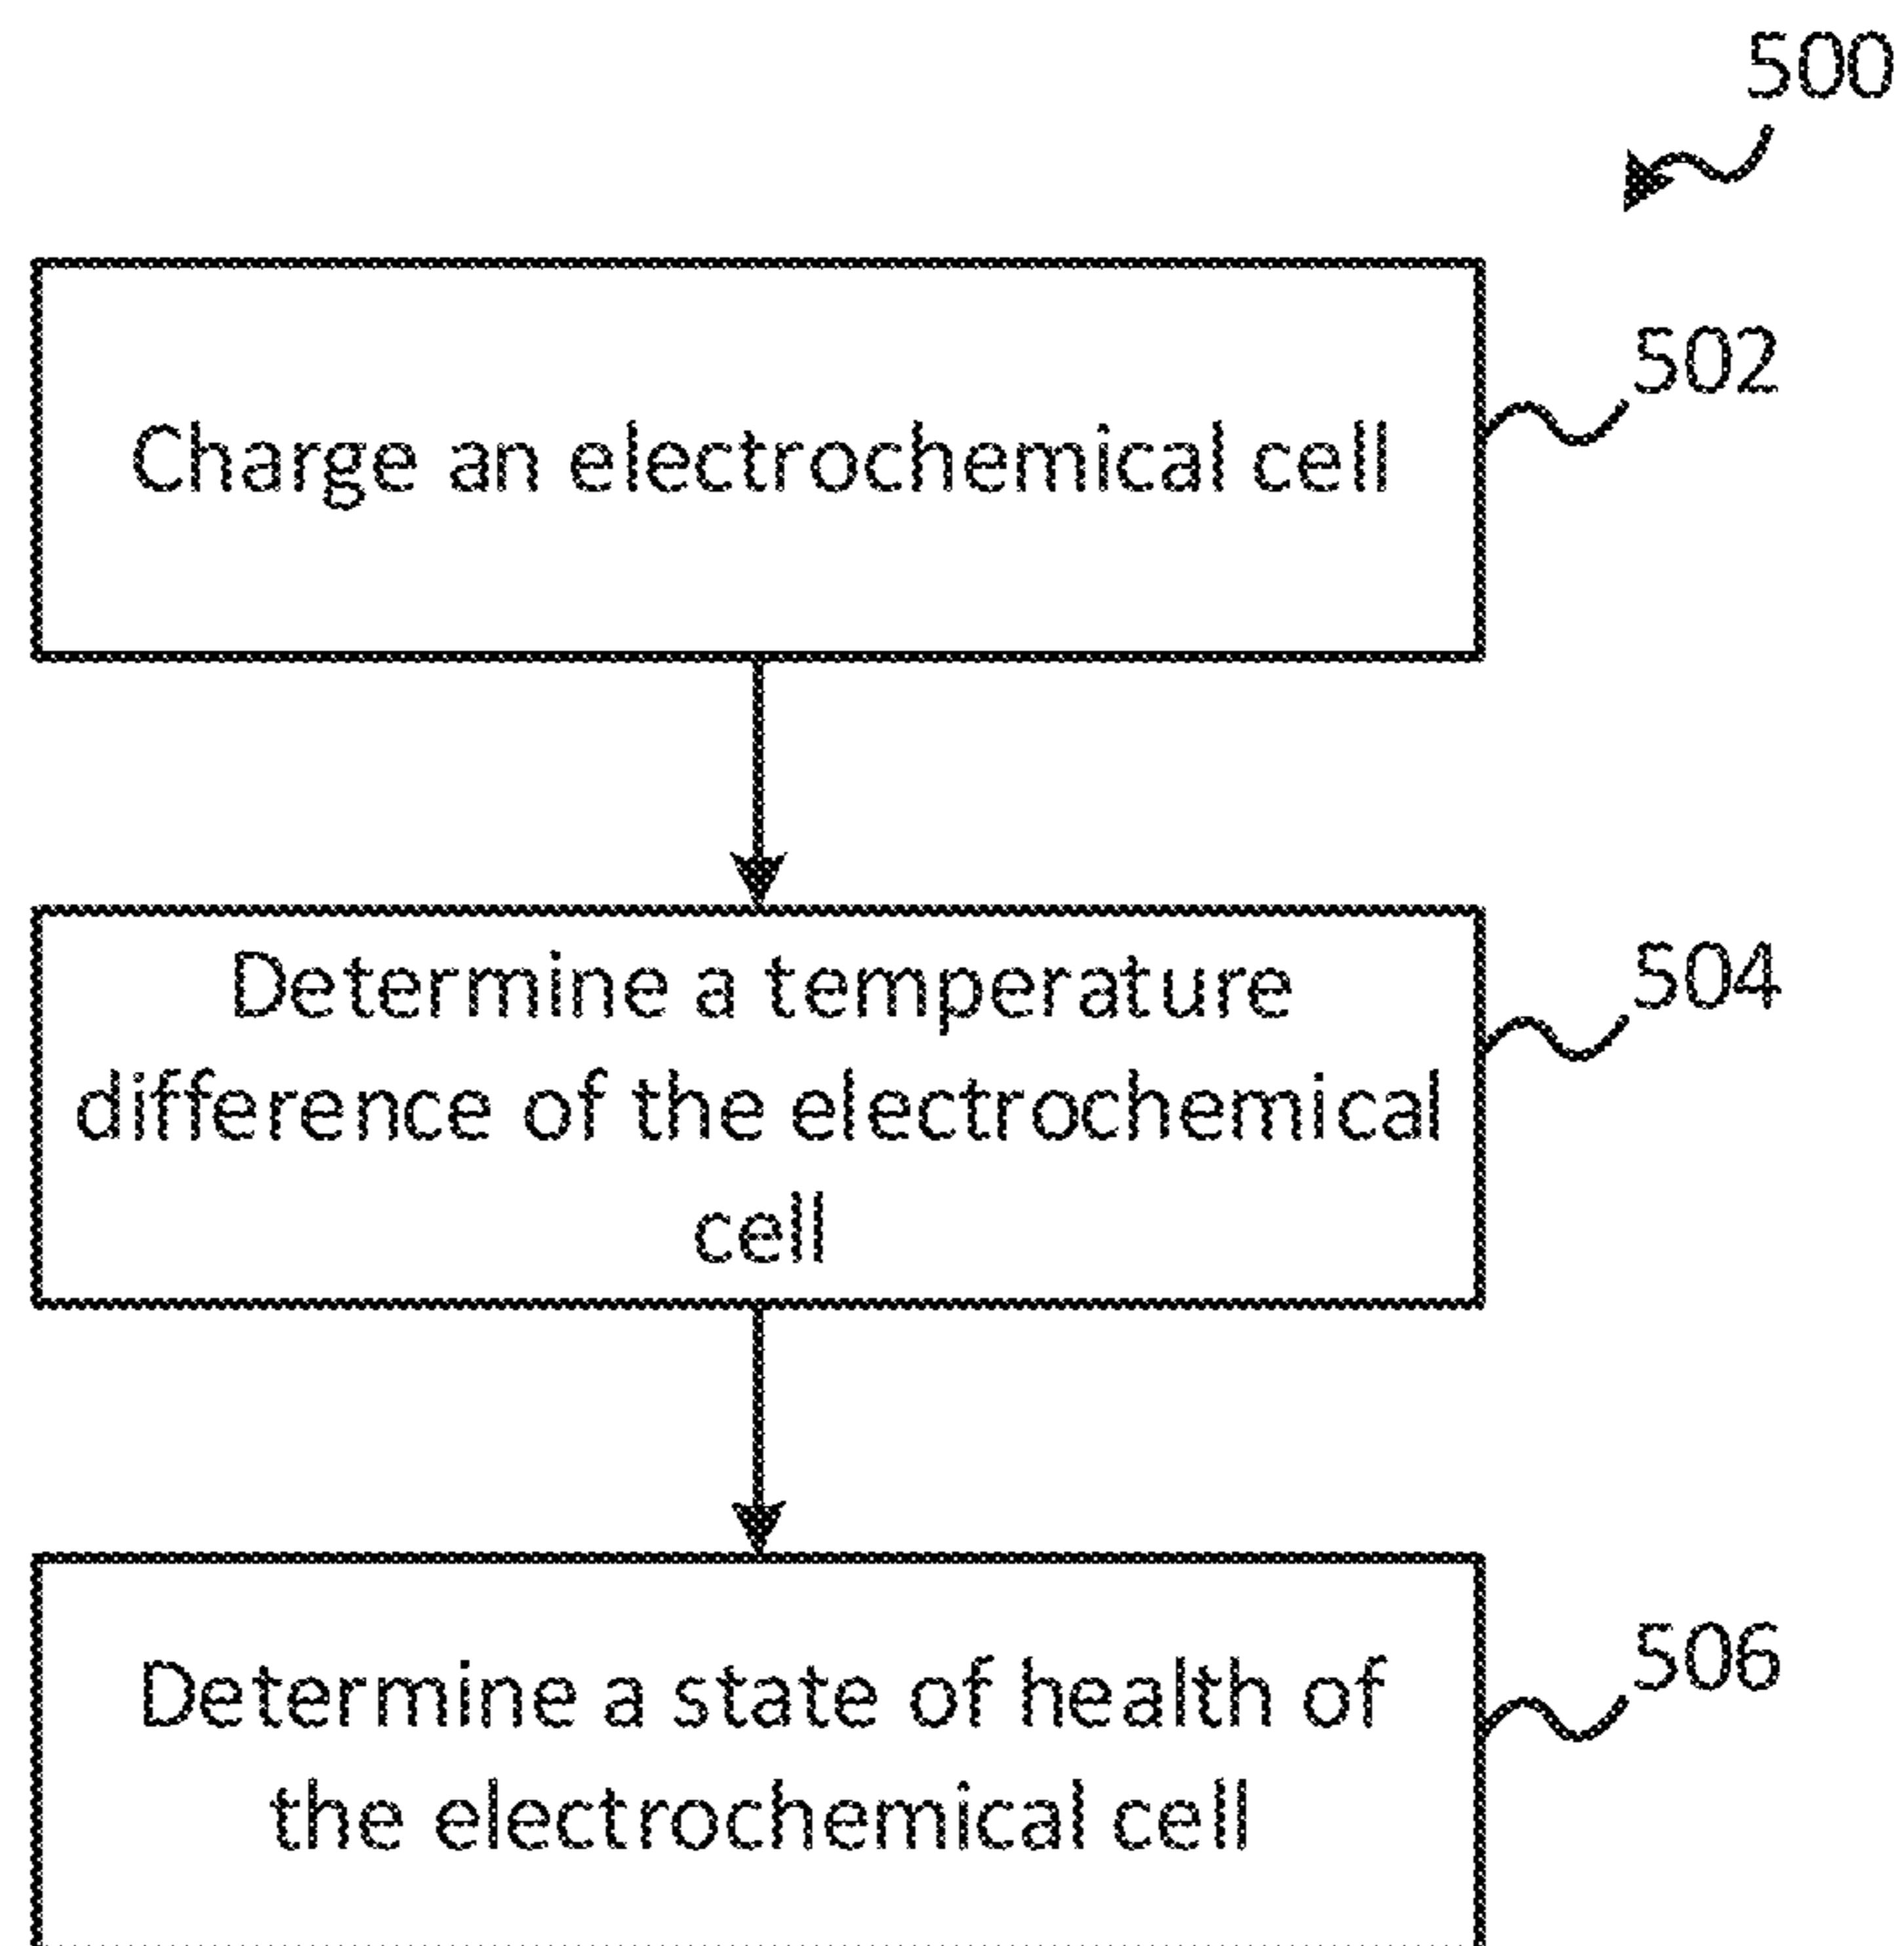 500
Charge an electrochemical cell
502
Determine a temperature
difference of the electrochemical
cell
504
Determine a state of health of
the electrochemical cell
506